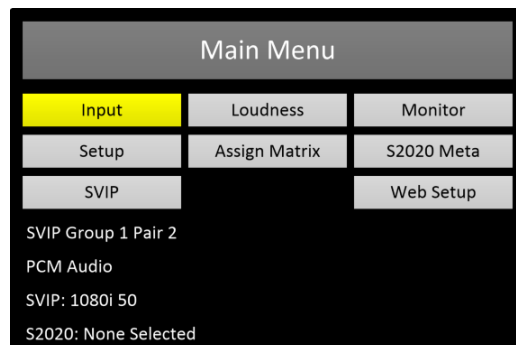 Main Menu
Input Loudness Monitor
Setup Assign Matrix S2020 Meta
SVIP Web Setup
SVIP Group 1 Pair 2
PCM Audio
SVIP: 1080i 50
S2020: None Selected